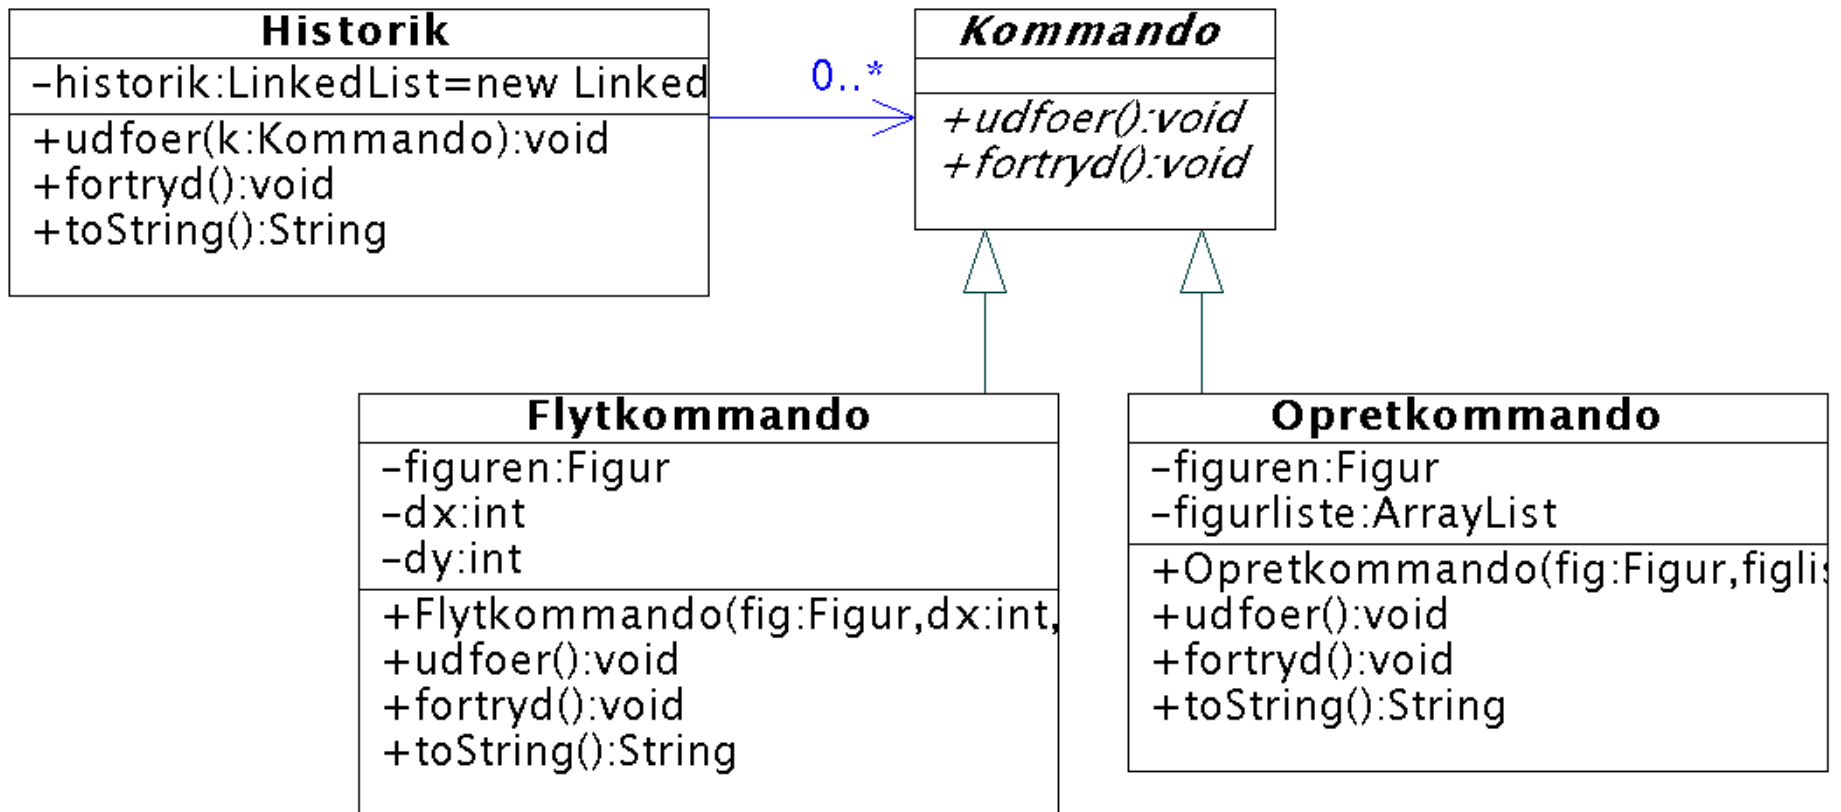 Historik
-historik:LinkedList=new Linked
+udfoer(k:Kommando):void
+fortryd():void
+toString():String
0..*
Kommando
+udfoer():void
+fortryd():void
Flytkommando
-figuren:Figur
-dx:int
-dy:int
+Flytkommando(fig:Figur,dx:int,
+udfoer():void
+fortryd():void
+toString():String
Opretkommando
-figuren:Figur
-figurliste:ArrayList
+Opretkommando(fig:Figur,figlis
+udfoer():void
+fortryd():void
+toString():String